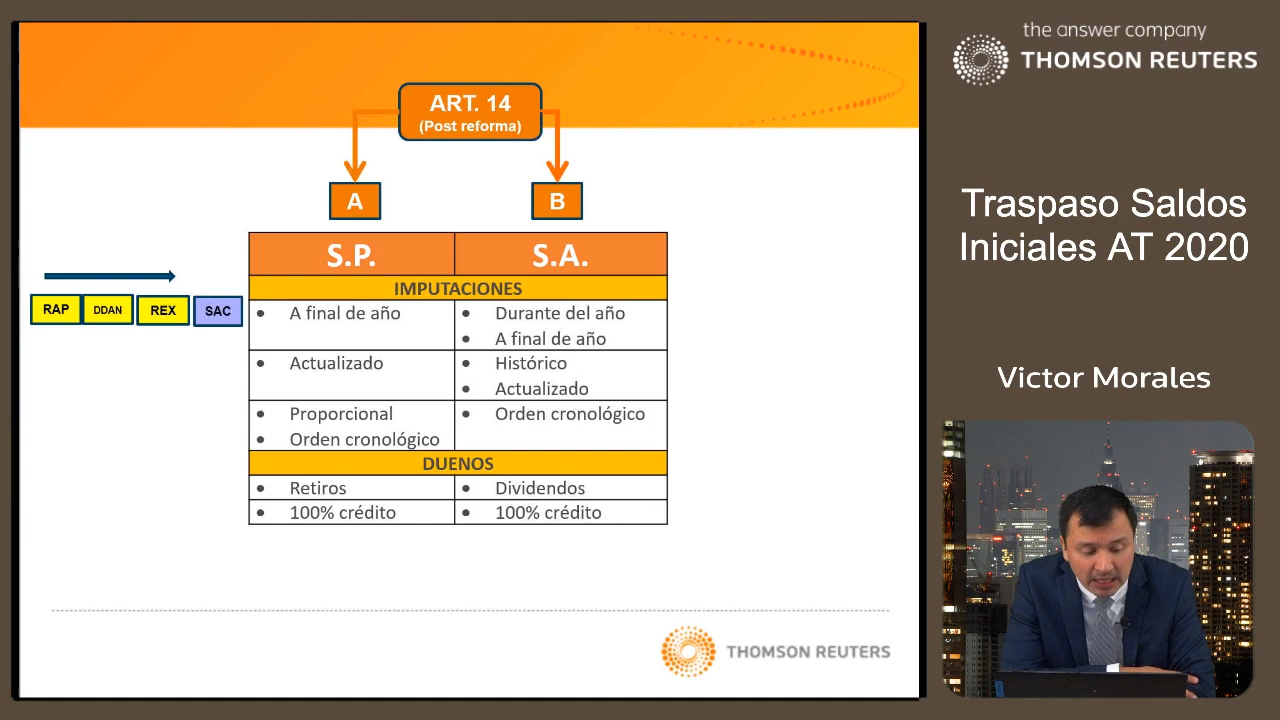 ART. 14
(Post reforma)
A
B
S.P.
S.A.
IMPUTACIONES
RAP
DDAN
REX
SAC
• A final de año
• Durante del año
• A final de año
• Actualizado
• Histórico
• Actualizado
• Proporcional
• Orden cronológico
• Orden cronológico
DUENOS
• Retiros
• Dividendos
• 100% crédito
• 100% crédito
THOMSON REUTERS
the answer company
THOMSON REUTERS
Traspaso Saldos
Iniciales AT 2020
Victor Morales